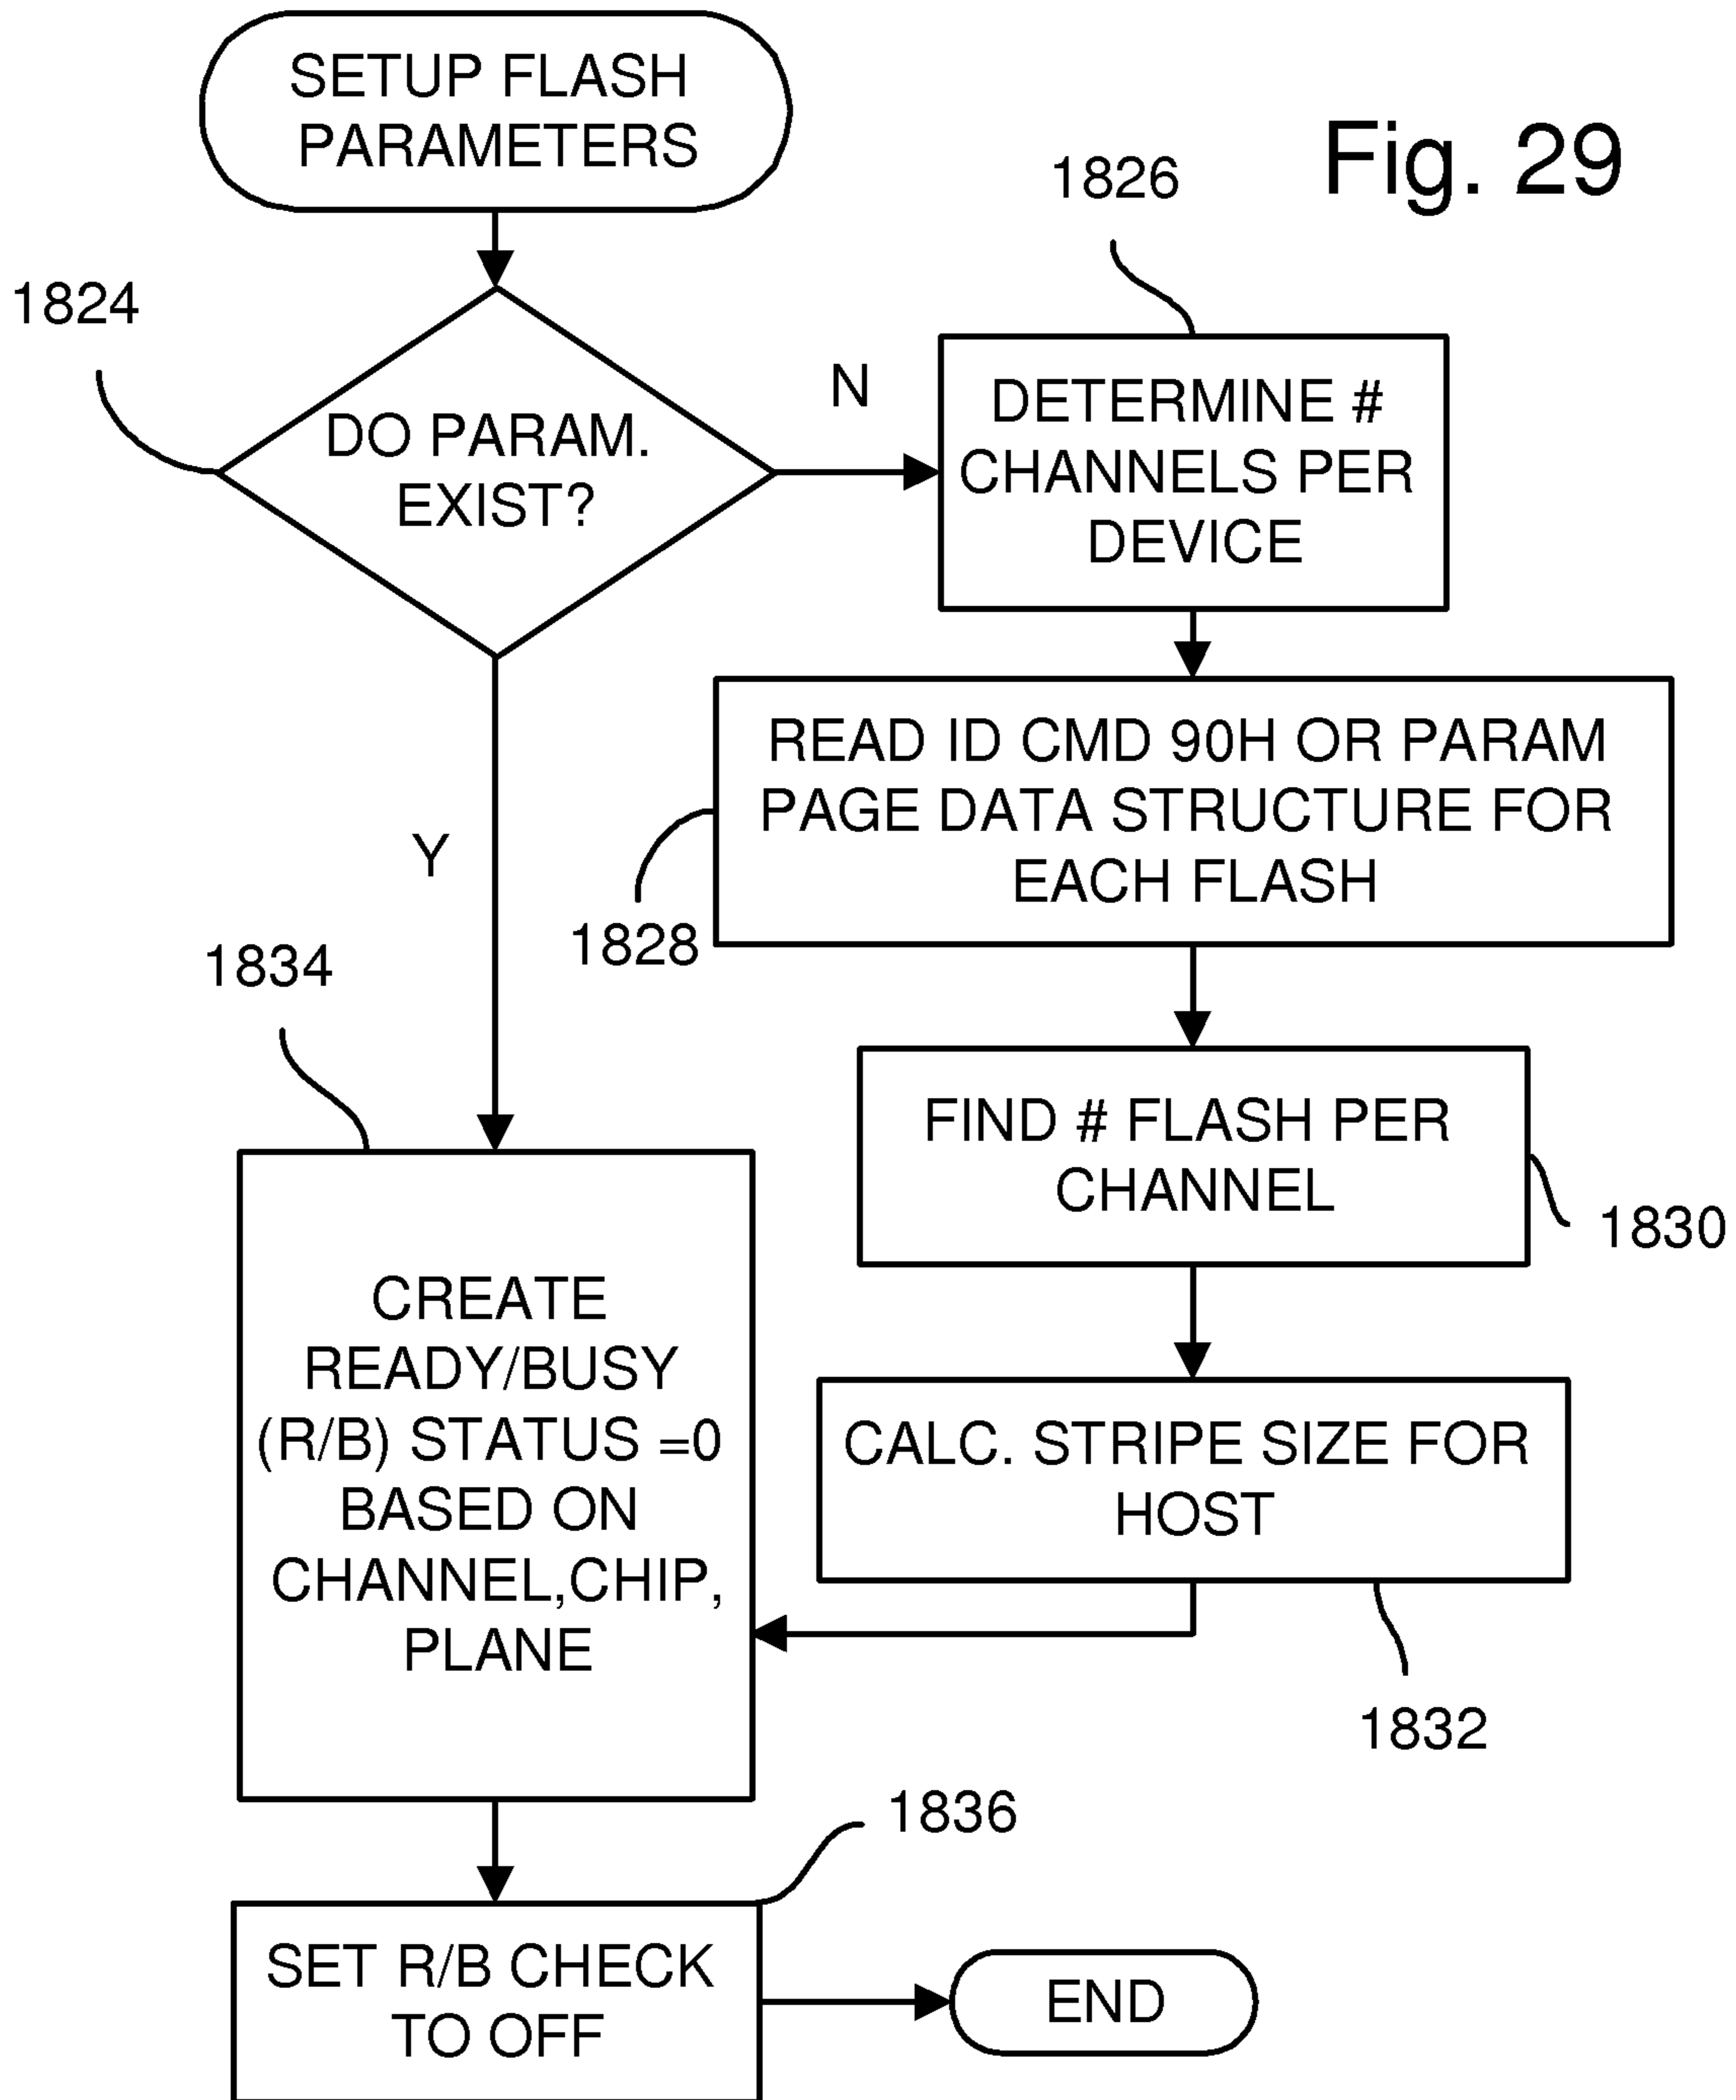 SETUP FLASH
PARAMETERS
Fig. 29
1826
1824
DO PARAM.
EXIST?
N
DETERMINE #
CHANNELS PER
DEVICE
Y
READ ID CMD 90H OR PARAM
PAGE DATA STRUCTURE FOR
EACH FLASH
1828
1834
FIND # FLASH PER
CHANNEL
1830
CREATE
READY/BUSY
(R/B) STATUS =0
BASED ON
CHANNEL,CHIP,
PLANE
CALC. STRIPE SIZE FOR
HOST
1832
1836
SET R/B CHECK
TO OFF
END